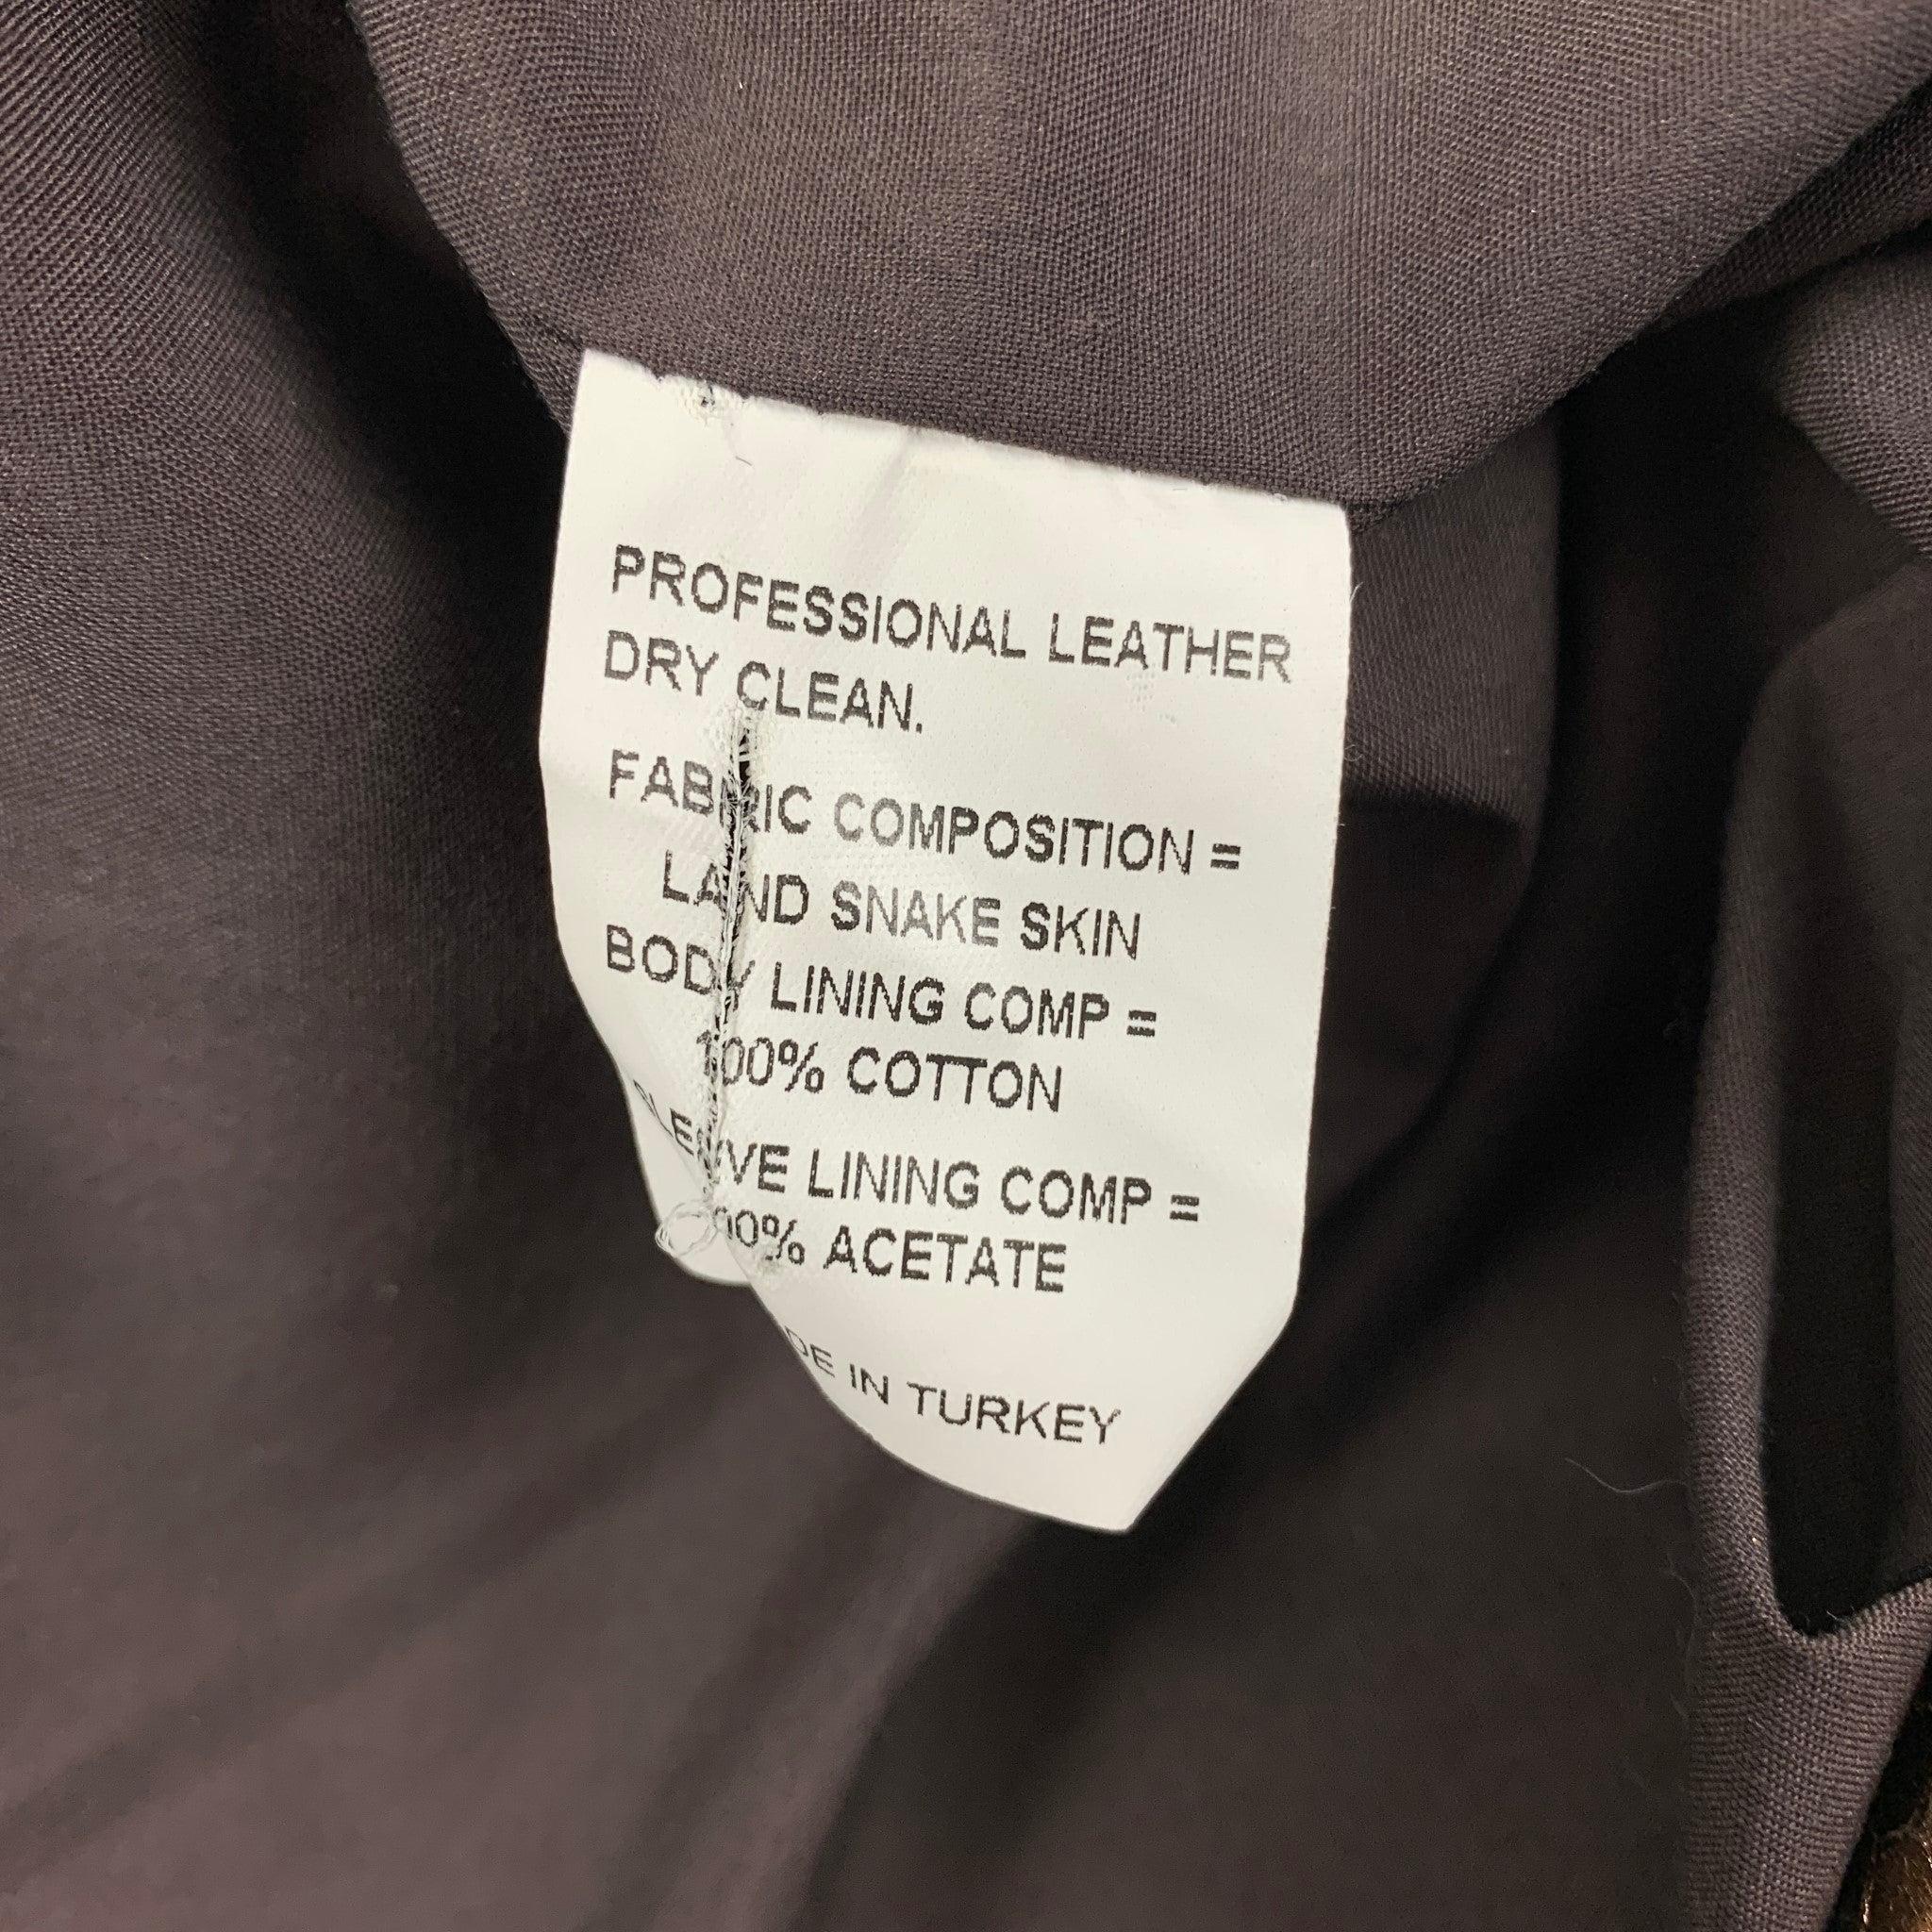 PROFESSIONAL LEATHER
DRY CLEAN.
FABRIC COMPOSITION =
LAND SNAKE SKIN
BODY LINING COMP =
100% COTTON
SLEEVE LINING COMP =
100% ACETATE
MADE IN TURKEY